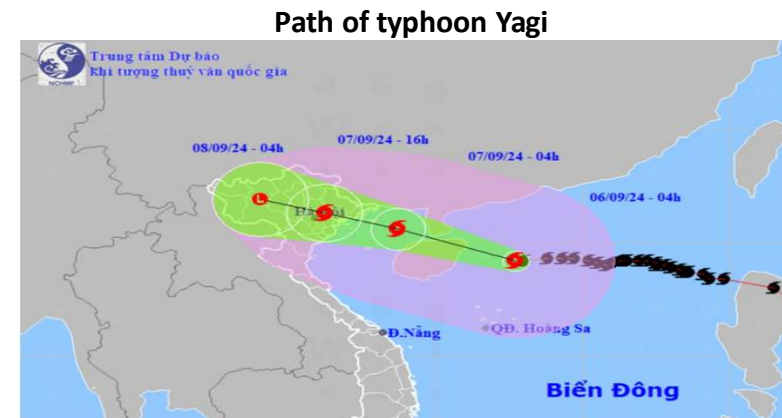 Path of typhoon Yagi
Trung tâm Dự báo
khí tượng thuỷ văn quốc gia
NCHMF
08/09/24 - 04h
07/09/24 - 16h
07/09/24 - 04h
06/09/24 - 04h
Đ.Nẵng
QĐ. Hoàng Sa
Biển Đông